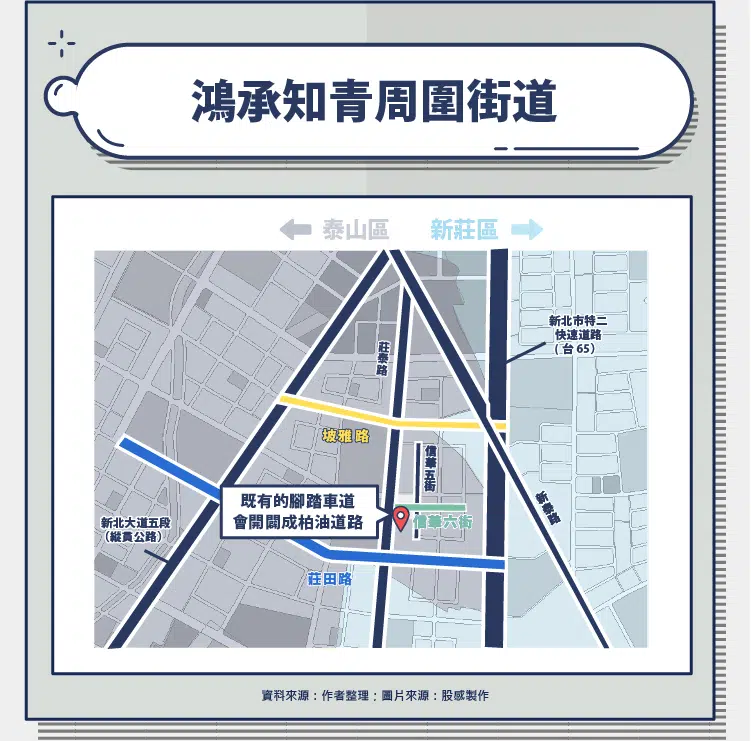 鴻承知青周圍街道
泰山區
新莊區
新北市特二
快速道路
(台65)
莊泰路
坡雅路
信華五街
既有的腳踏車道
會開闢成柏油道路
信華六街
新泰路
新北大道五段
(縱貫公路)
莊田路
資料來源：作者整理；圖片來源：股感製作